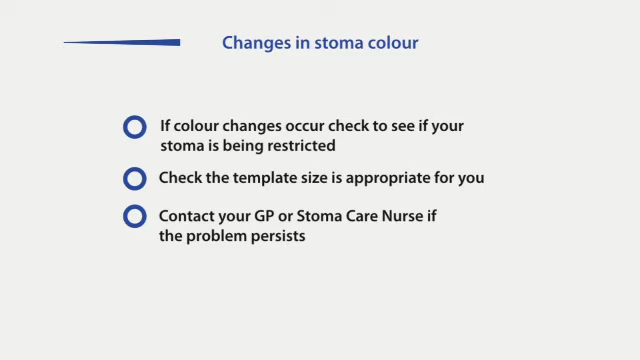 Changes in stoma colour
If colour changes occur check to see if your
stoma is being restricted
Check the template size is appropriate for you
Contact your GP or Stoma Care Nurse if
the problem persists